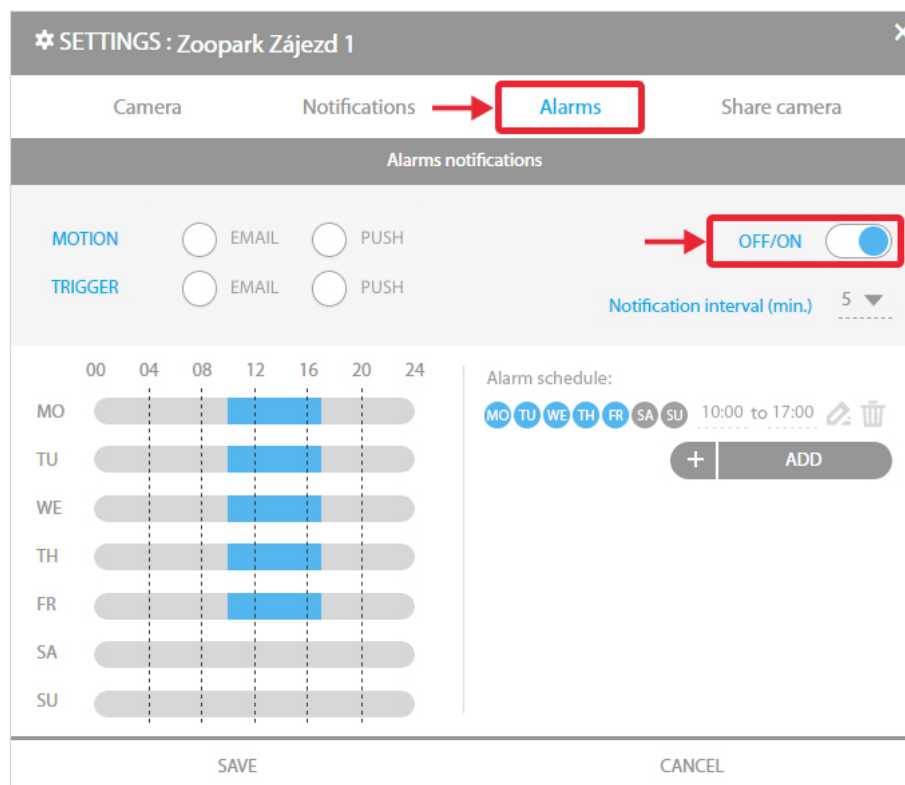 SETTINGS : Zoopark Zájezd 1
Camera Notifications Alarms Share camera
Alarms notifications
MOTION EMAIL PUSH OFF/ON
TRIGGER EMAIL PUSH
Notification interval (min.) 5
00 04 08 12 16 20 24
Alarm schedule:
MO MO TU WE TH FR SA SU 10:00 to 17:00
TU + ADD
WE
TH
FR
SA
SU
SAVE CANCEL